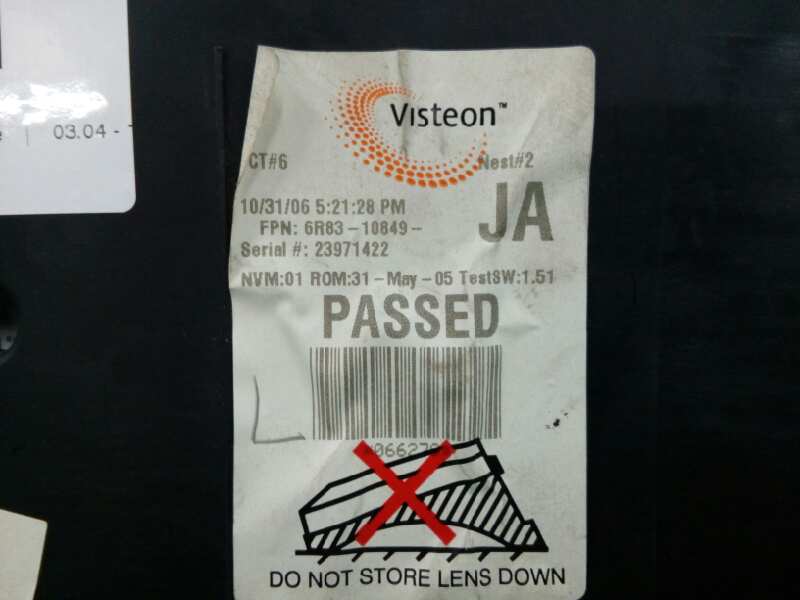 03.04 -
Visteon™
CT#6 Nest#2
10/31/06 5:21:28 PM
JA
FPN: 6R83-10849-
Serial #: 23971422
NVM:01 ROM:31-May-05 TestSW:1.51
PASSED
DO NOT STORE LENS DOWN